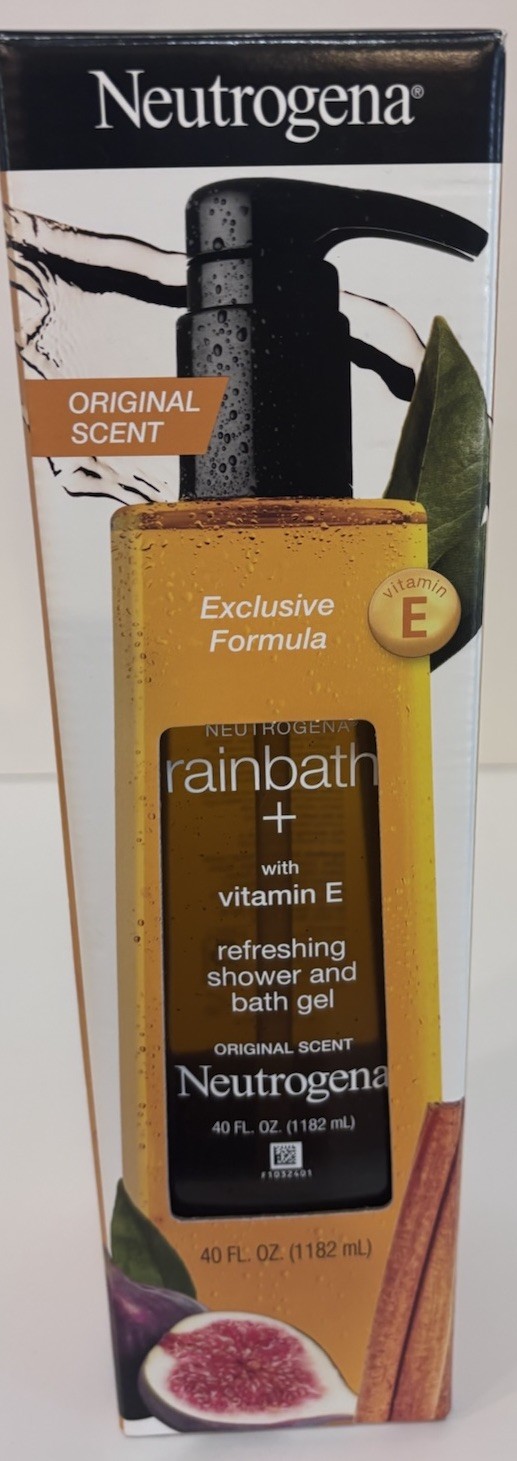 Neutrogena®
ORIGINAL
SCENT
Exclusive
Formula
vitamin
E
NEUTROGENA®
rainbath
+
with
vitamin E
refreshing
shower and
bath gel
ORIGINAL SCENT
Neutrogena
40 FL. OZ. (1182 mL)
F1032401
40 FL. OZ. (1182 mL)